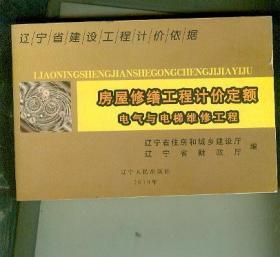 辽宁省建设工程计价依据
LIAONINGSHENGJIANSHEGONGCHENGJIJIAYIJU
房屋修缮工程计价定额
电气与电梯维修工程
辽宁省住房和城乡建设厅
辽宁省财政厅 编
辽宁人民出版社
2010年